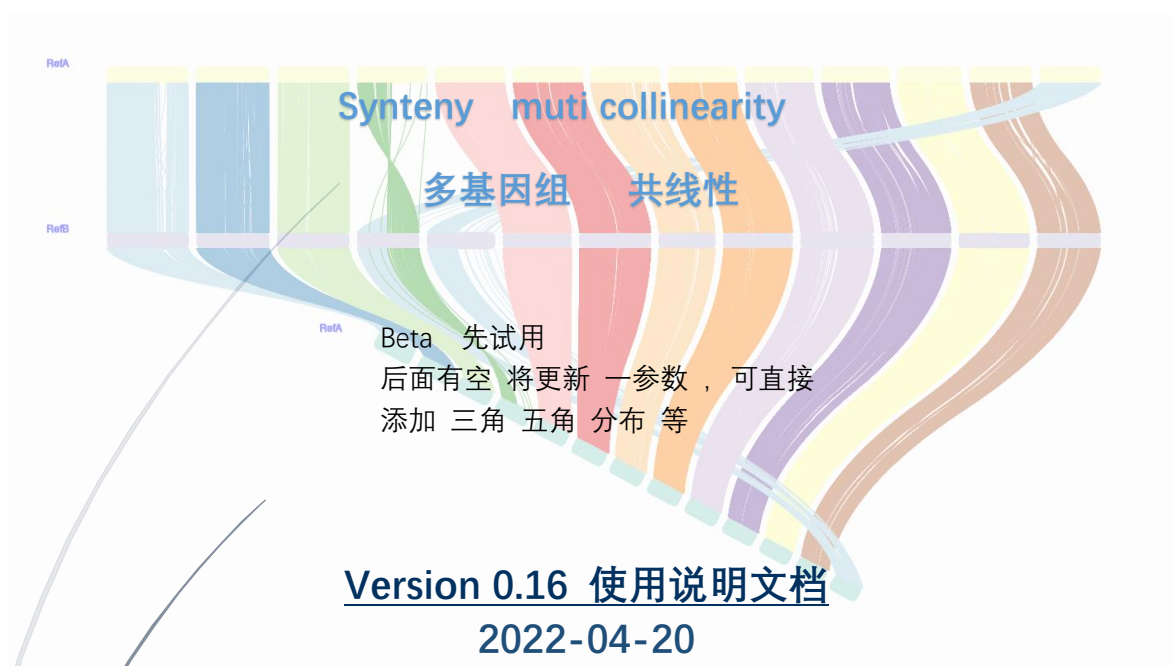 RefA
Synteny muti collinearity
多基因组 共线性
RefB
RefA
Beta 先试用
后面有空 将更新 一参数 ， 可直接
添加 三角 五角 分布 等
Version 0.16 使用说明文档
2022-04-20